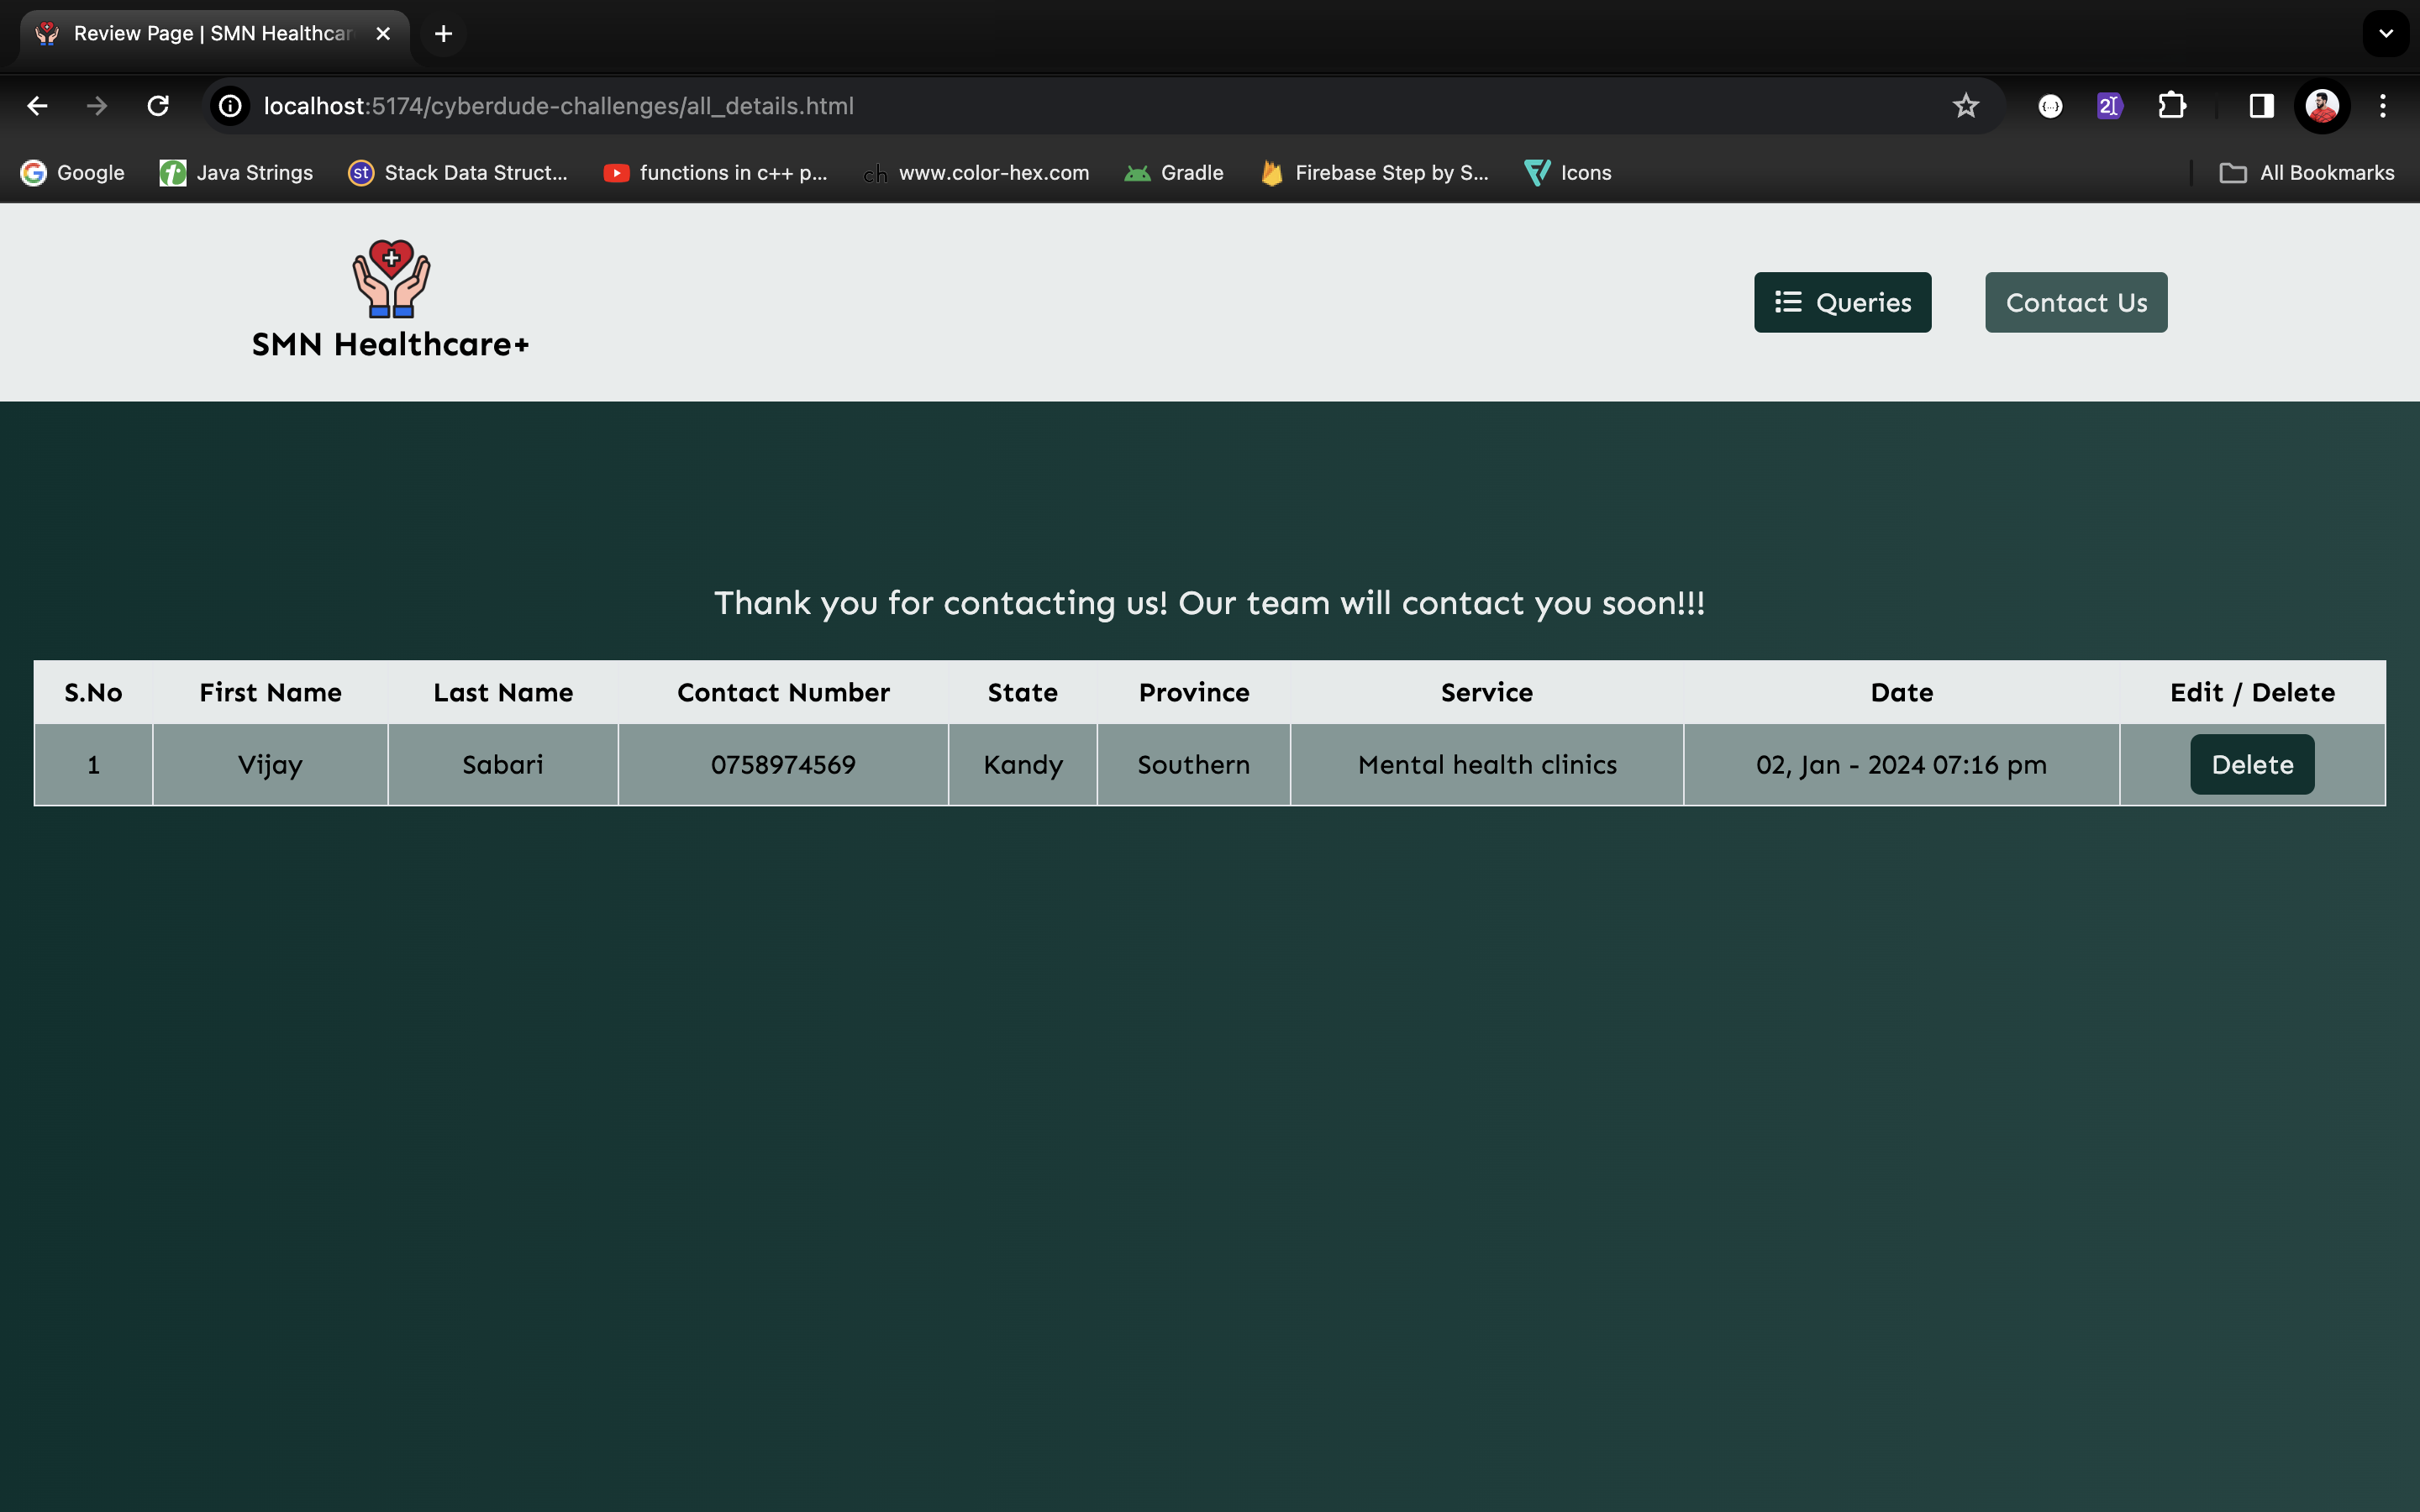 Review Page | SMN Healthcar
localhost:5174/cyberdude-challenges/all_details.html
Google Java Strings st Stack Data Struct... functions in c++ p... ch www.color-hex.com Gradle Firebase Step by S... Icons All Bookmarks
SMN Healthcare+
Queries Contact Us
Thank you for contacting us! Our team will contact you soon!!!
S.No First Name Last Name Contact Number State Province Service Date Edit / Delete
1 Vijay Sabari 0758974569 Kandy Southern Mental health clinics 02, Jan - 2024 07:16 pm Delete